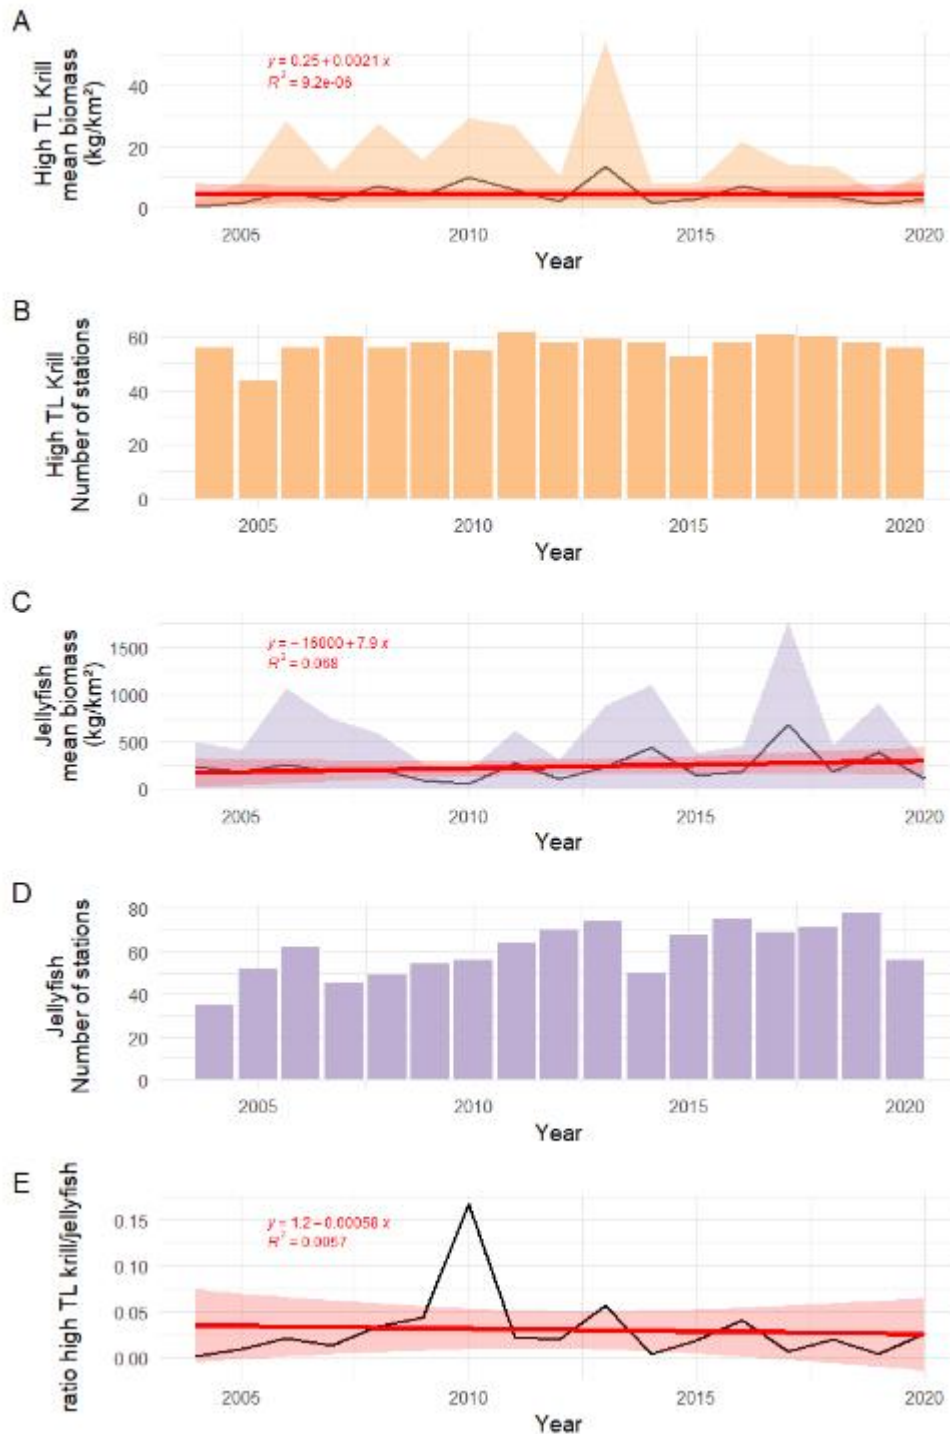 A
High TL Krill
mean biomass
(kg/km²)
y = 0.25 + 0.0021 x
R² = 9.2e-06
40
20
0
2005 2010 2015 2020
Year
B
High TL Krill
Number of stations
60
40
20
0
2005 2010 2015 2020
Year
C
Jellyfish
mean biomass
(kg/km²)
y = − 16000 + 7.9 x
R² = 0.068
1500
1000
500
0
2005 2010 2015 2020
Year
D
Jellyfish
Number of stations
80
60
40
20
0
2005 2010 2015 2020
Year
E
ratio high TL krill/jellyfish
y = 1.2 − 0.00058 x
R² = 0.0057
0.15
0.10
0.05
0.00
2005 2010 2015 2020
Year